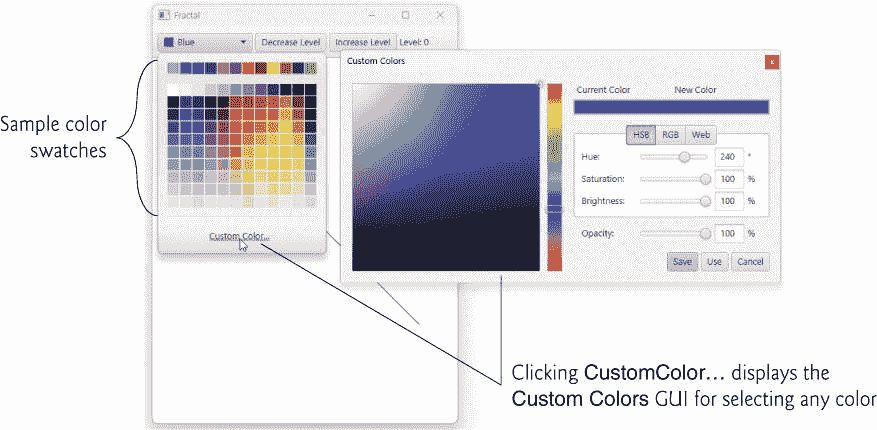 Fractal
Blue
Decrease Level
Increase Level
Level: 0
Custom Colors
x
Current Color
New Color
HSB
RGB
Web
Hue:
240
°
Saturation:
100
%
Brightness:
100
%
Opacity:
100
%
Save
Use
Cancel
Sample color
swatches
Custom Color...
Clicking CustomColor… displays the
Custom Colors GUI for selecting any color